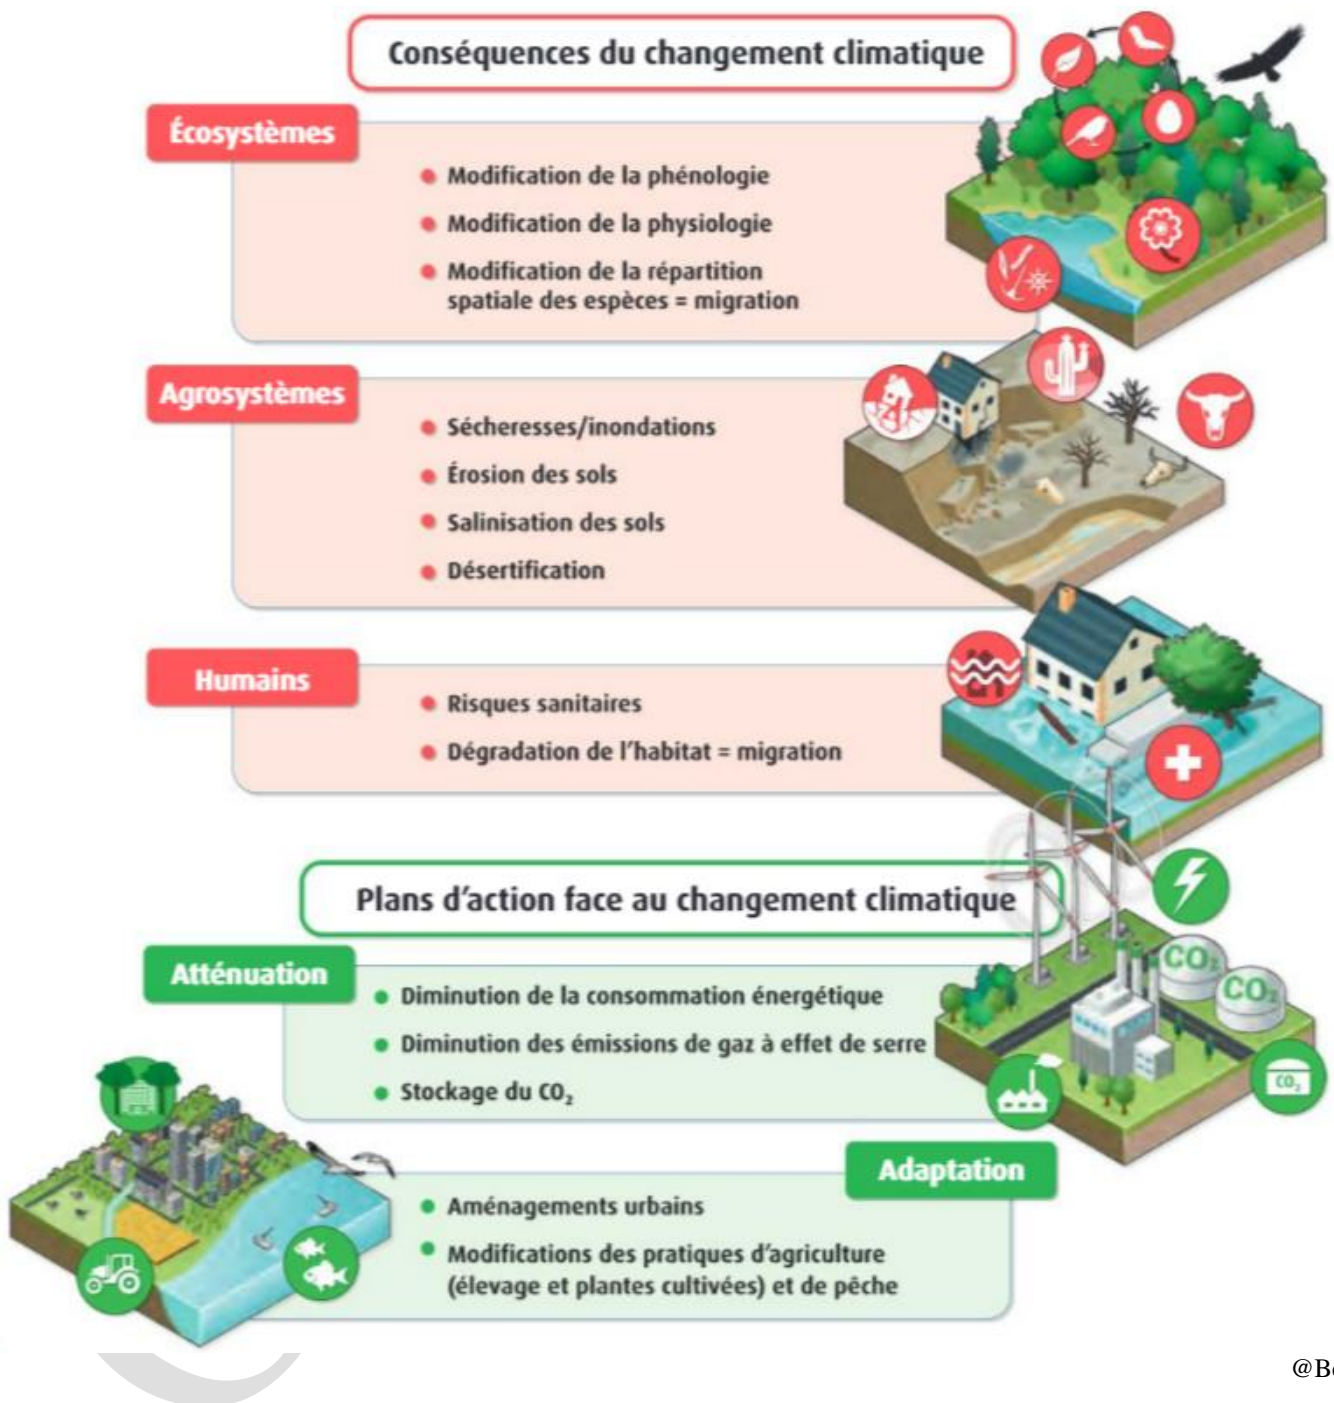 Conséquences du changement climatique
Écosystèmes
Modification de la phénologie
Modification de la physiologie
Modification de la répartition
spatiale des espèces = migration
Agrosystèmes
Sécheresses/inondations
Érosion des sols
Salinisation des sols
Désertification
Humains
Risques sanitaires
Dégradation de l'habitat = migration
Plans d'action face au changement climatique
Atténuation
Diminution de la consommation énergétique
Diminution des émissions de gaz à effet de serre
Stockage du CO₂
CO₂
CO₂
CO₂
Adaptation
Aménagements urbains
Modifications des pratiques d'agriculture
(élevage et plantes cultivées) et de pêche